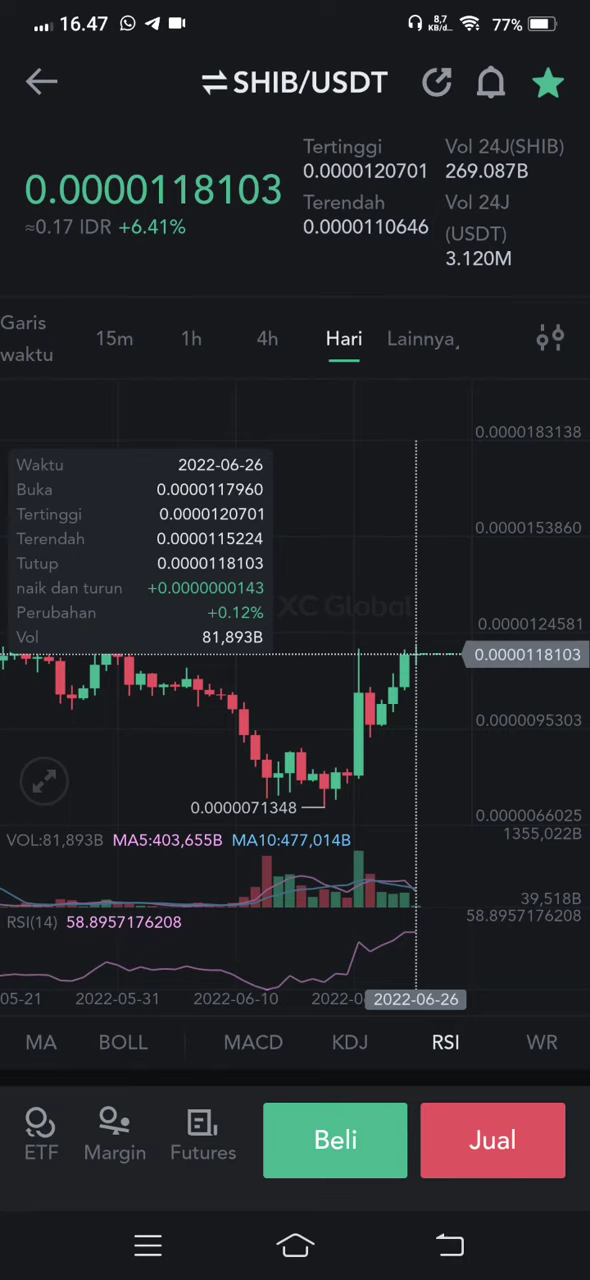 16.47
8,7
KB/d..
77%
SHIB/USDT
0.0000118103
≈0.17 IDR +6.41%
Tertinggi
0.0000120701
Terendah
0.0000110646
Vol 24J(SHIB)
269.087B
Vol 24J
(USDT)
3.120M
Garis
waktu
15m
1h
4h
Hari
Lainnya
0.0000183138
Waktu 2022-06-26
Buka 0.0000117960
Tertinggi 0.0000120701
Terendah 0.0000115224
Tutup 0.0000118103
naik dan turun +0.0000000143
Perubahan +0.12%
Vol 81,893B
0.0000153860
XC Global
0.0000124581
0.0000118103
0.0000095303
0.0000071348
0.0000066025
VOL:81,893B MA5:403,655B MA10:477,014B
1355,022B
39,518B
RSI(14) 58.8957176208
58.8957176208
05-21 2022-05-31 2022-06-10 2022-0 2022-06-26
MA BOLL MACD KDJ RSI WR
ETF Margin Futures
Beli
Jual